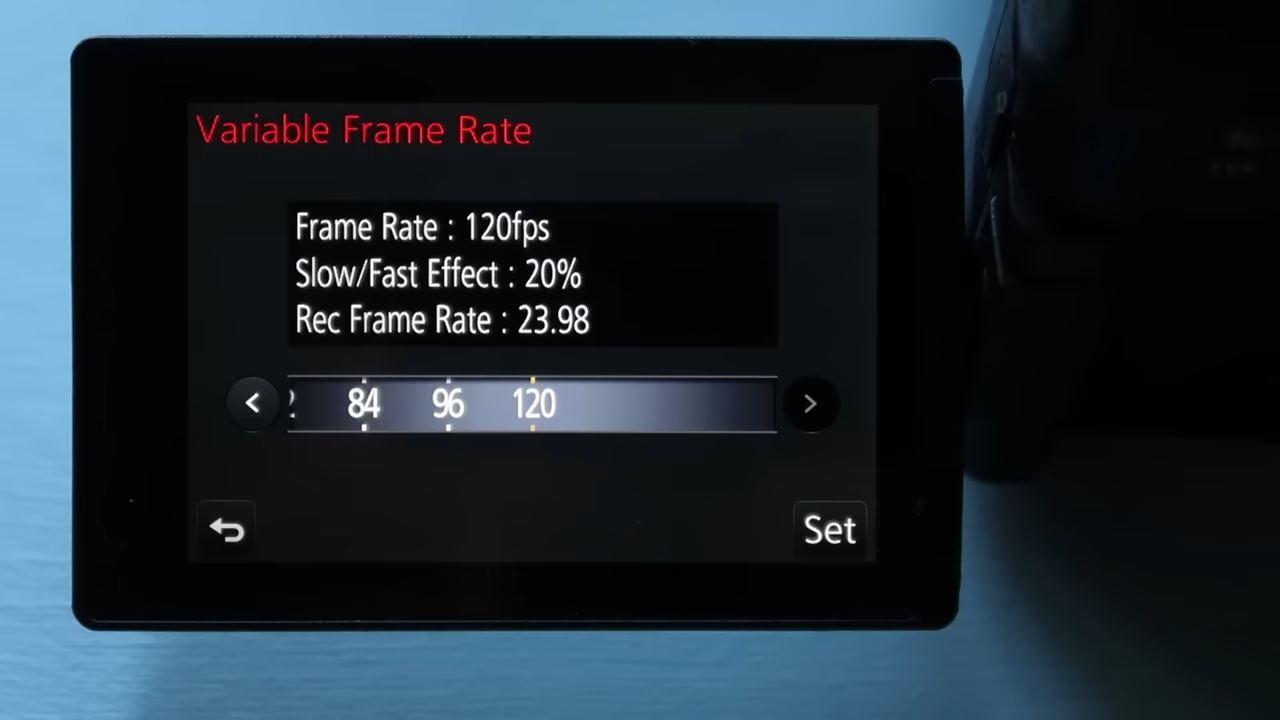 Variable Frame Rate
Frame Rate : 120fps
Slow/Fast Effect : 20%
Rec Frame Rate : 23.98
84 96 120
Set